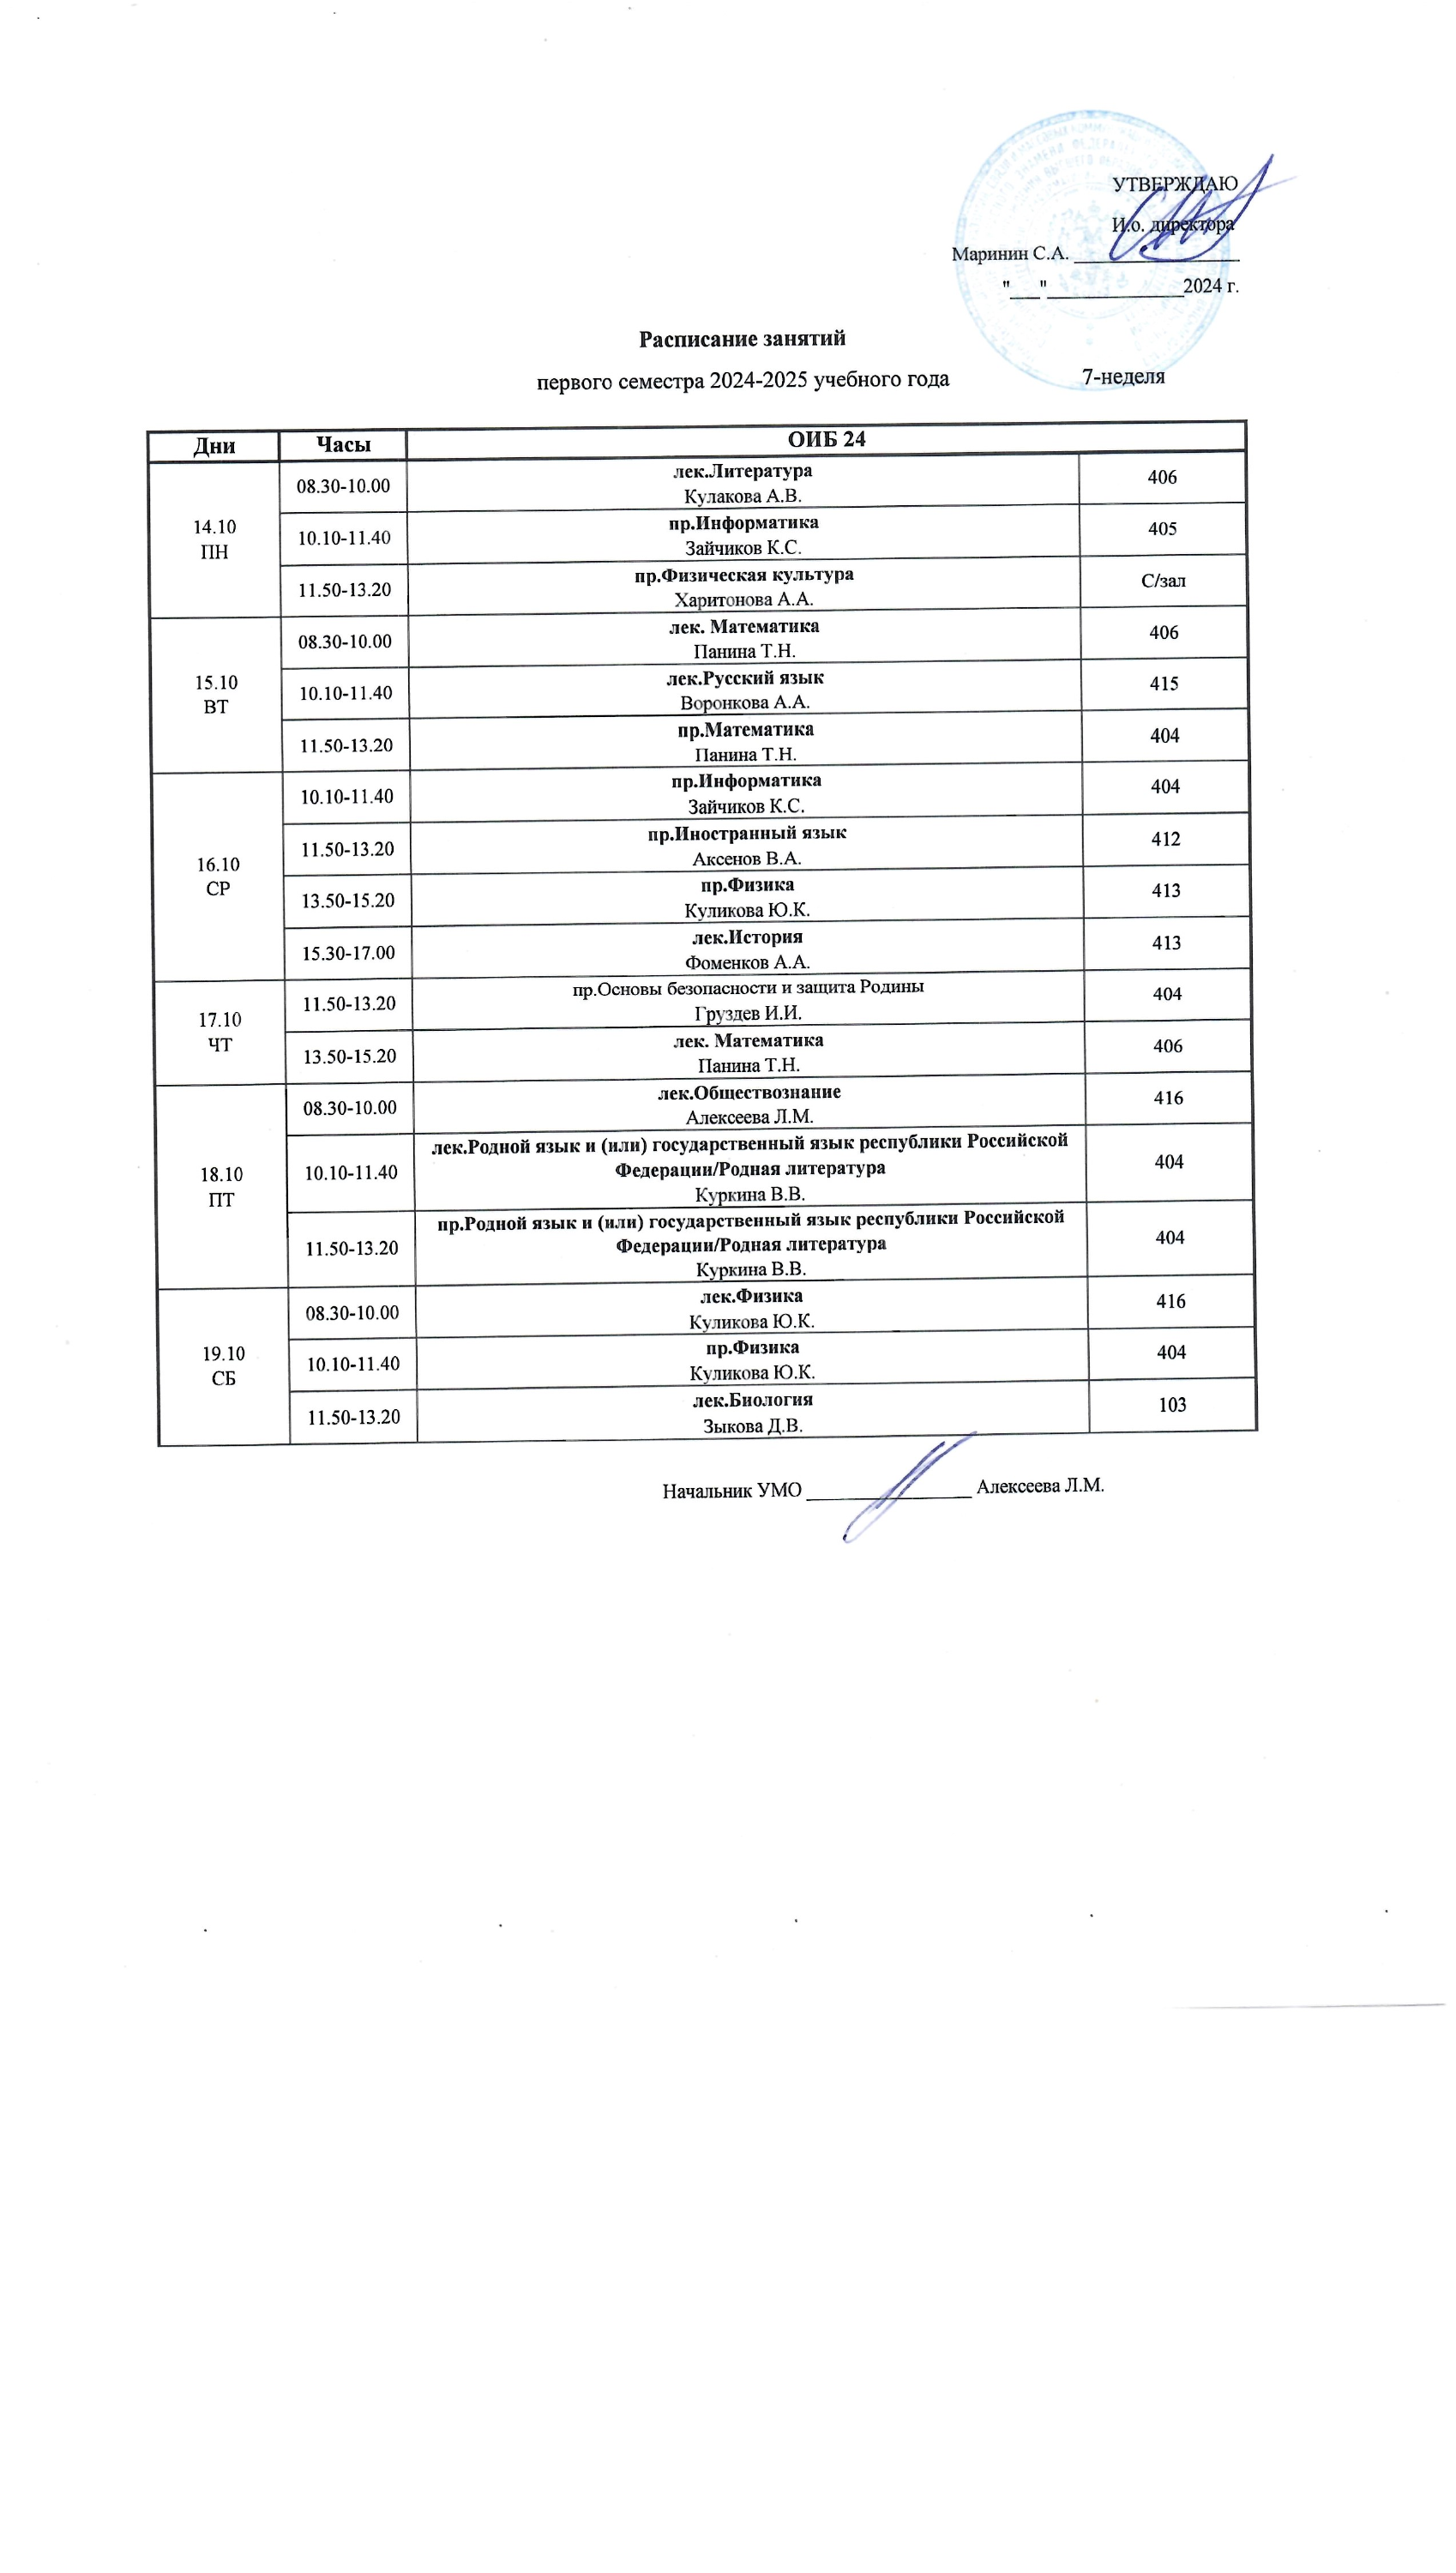 УТВЕРЖДАЮ
И.о. директора
Маринин С.А. _________________
"___"______________2024 г.
Расписание занятий
первого семестра 2024-2025 учебного года 7-неделя
Дни Часы ОИБ 24
14.10
ПН
08.30-10.00
лек.Литература
Кулакова А.В.
406
10.10-11.40
пр.Информатика
Зайчиков К.С.
405
11.50-13.20
пр.Физическая культура
Харитонова А.А.
С/зал
15.10
ВТ
08.30-10.00
лек. Математика
Панина Т.Н.
406
10.10-11.40
лек.Русский язык
Воронкова А.А.
415
11.50-13.20
пр.Математика
Панина Т.Н.
404
16.10
СР
10.10-11.40
пр.Информатика
Зайчиков К.С.
404
11.50-13.20
пр.Иностранный язык
Аксенов В.А.
412
13.50-15.20
пр.Физика
Куликова Ю.К.
413
15.30-17.00
лек.История
Фоменков А.А.
413
17.10
ЧТ
11.50-13.20
пр.Основы безопасности и защита Родины
Груздев И.И.
404
13.50-15.20
лек. Математика
Панина Т.Н.
406
18.10
ПТ
08.30-10.00
лек.Обществознание
Алексеева Л.М.
416
10.10-11.40
лек.Родной язык и (или) государственный язык республики Российской
Федерации/Родная литература
Куркина В.В.
404
11.50-13.20
пр.Родной язык и (или) государственный язык республики Российской
Федерации/Родная литература
Куркина В.В.
404
19.10
СБ
08.30-10.00
лек.Физика
Куликова Ю.К.
416
10.10-11.40
пр.Физика
Куликова Ю.К.
404
11.50-13.20
лек.Биология
Зыкова Д.В.
103
Начальник УМО _________________ Алексеева Л.М.